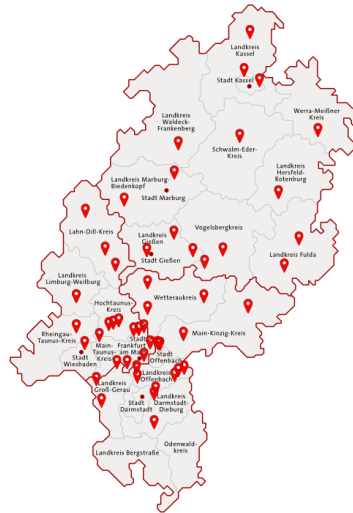 Landkreis
Kassel
Stadt Kassel
Werra-Meißner
Kreis
Landkreis
Waldeck-
Frankenberg
Schwalm-Eder-
Kreis
Landkreis
Hersfeld-
Rotenburg
Landkreis Marburg-
Biedenkopf
Stadt Marburg
Lahn-Dill-Kreis
Landkreis
Gießen
Stadt Gießen
Vogelsbergkreis
Landkreis Fulda
Landkreis
Limburg-Weilburg
Hochtaunus-
Kreis
Wetteraukreis
Main-Kinzig-Kreis
Rheingau-
Taunus-Kreis
Stadt
Wiesbaden
Main-
Taunus-
Kreis
Stadt
Frankfurt
am Main
Stadt
Offenbach
Landkreis
Offenbach
Landkreis
Groß-Gerau
Stadt
Darmstadt
Landkreis
Darmstadt-
Dieburg
Landkreis Bergstraße
Odenwald-
kreis